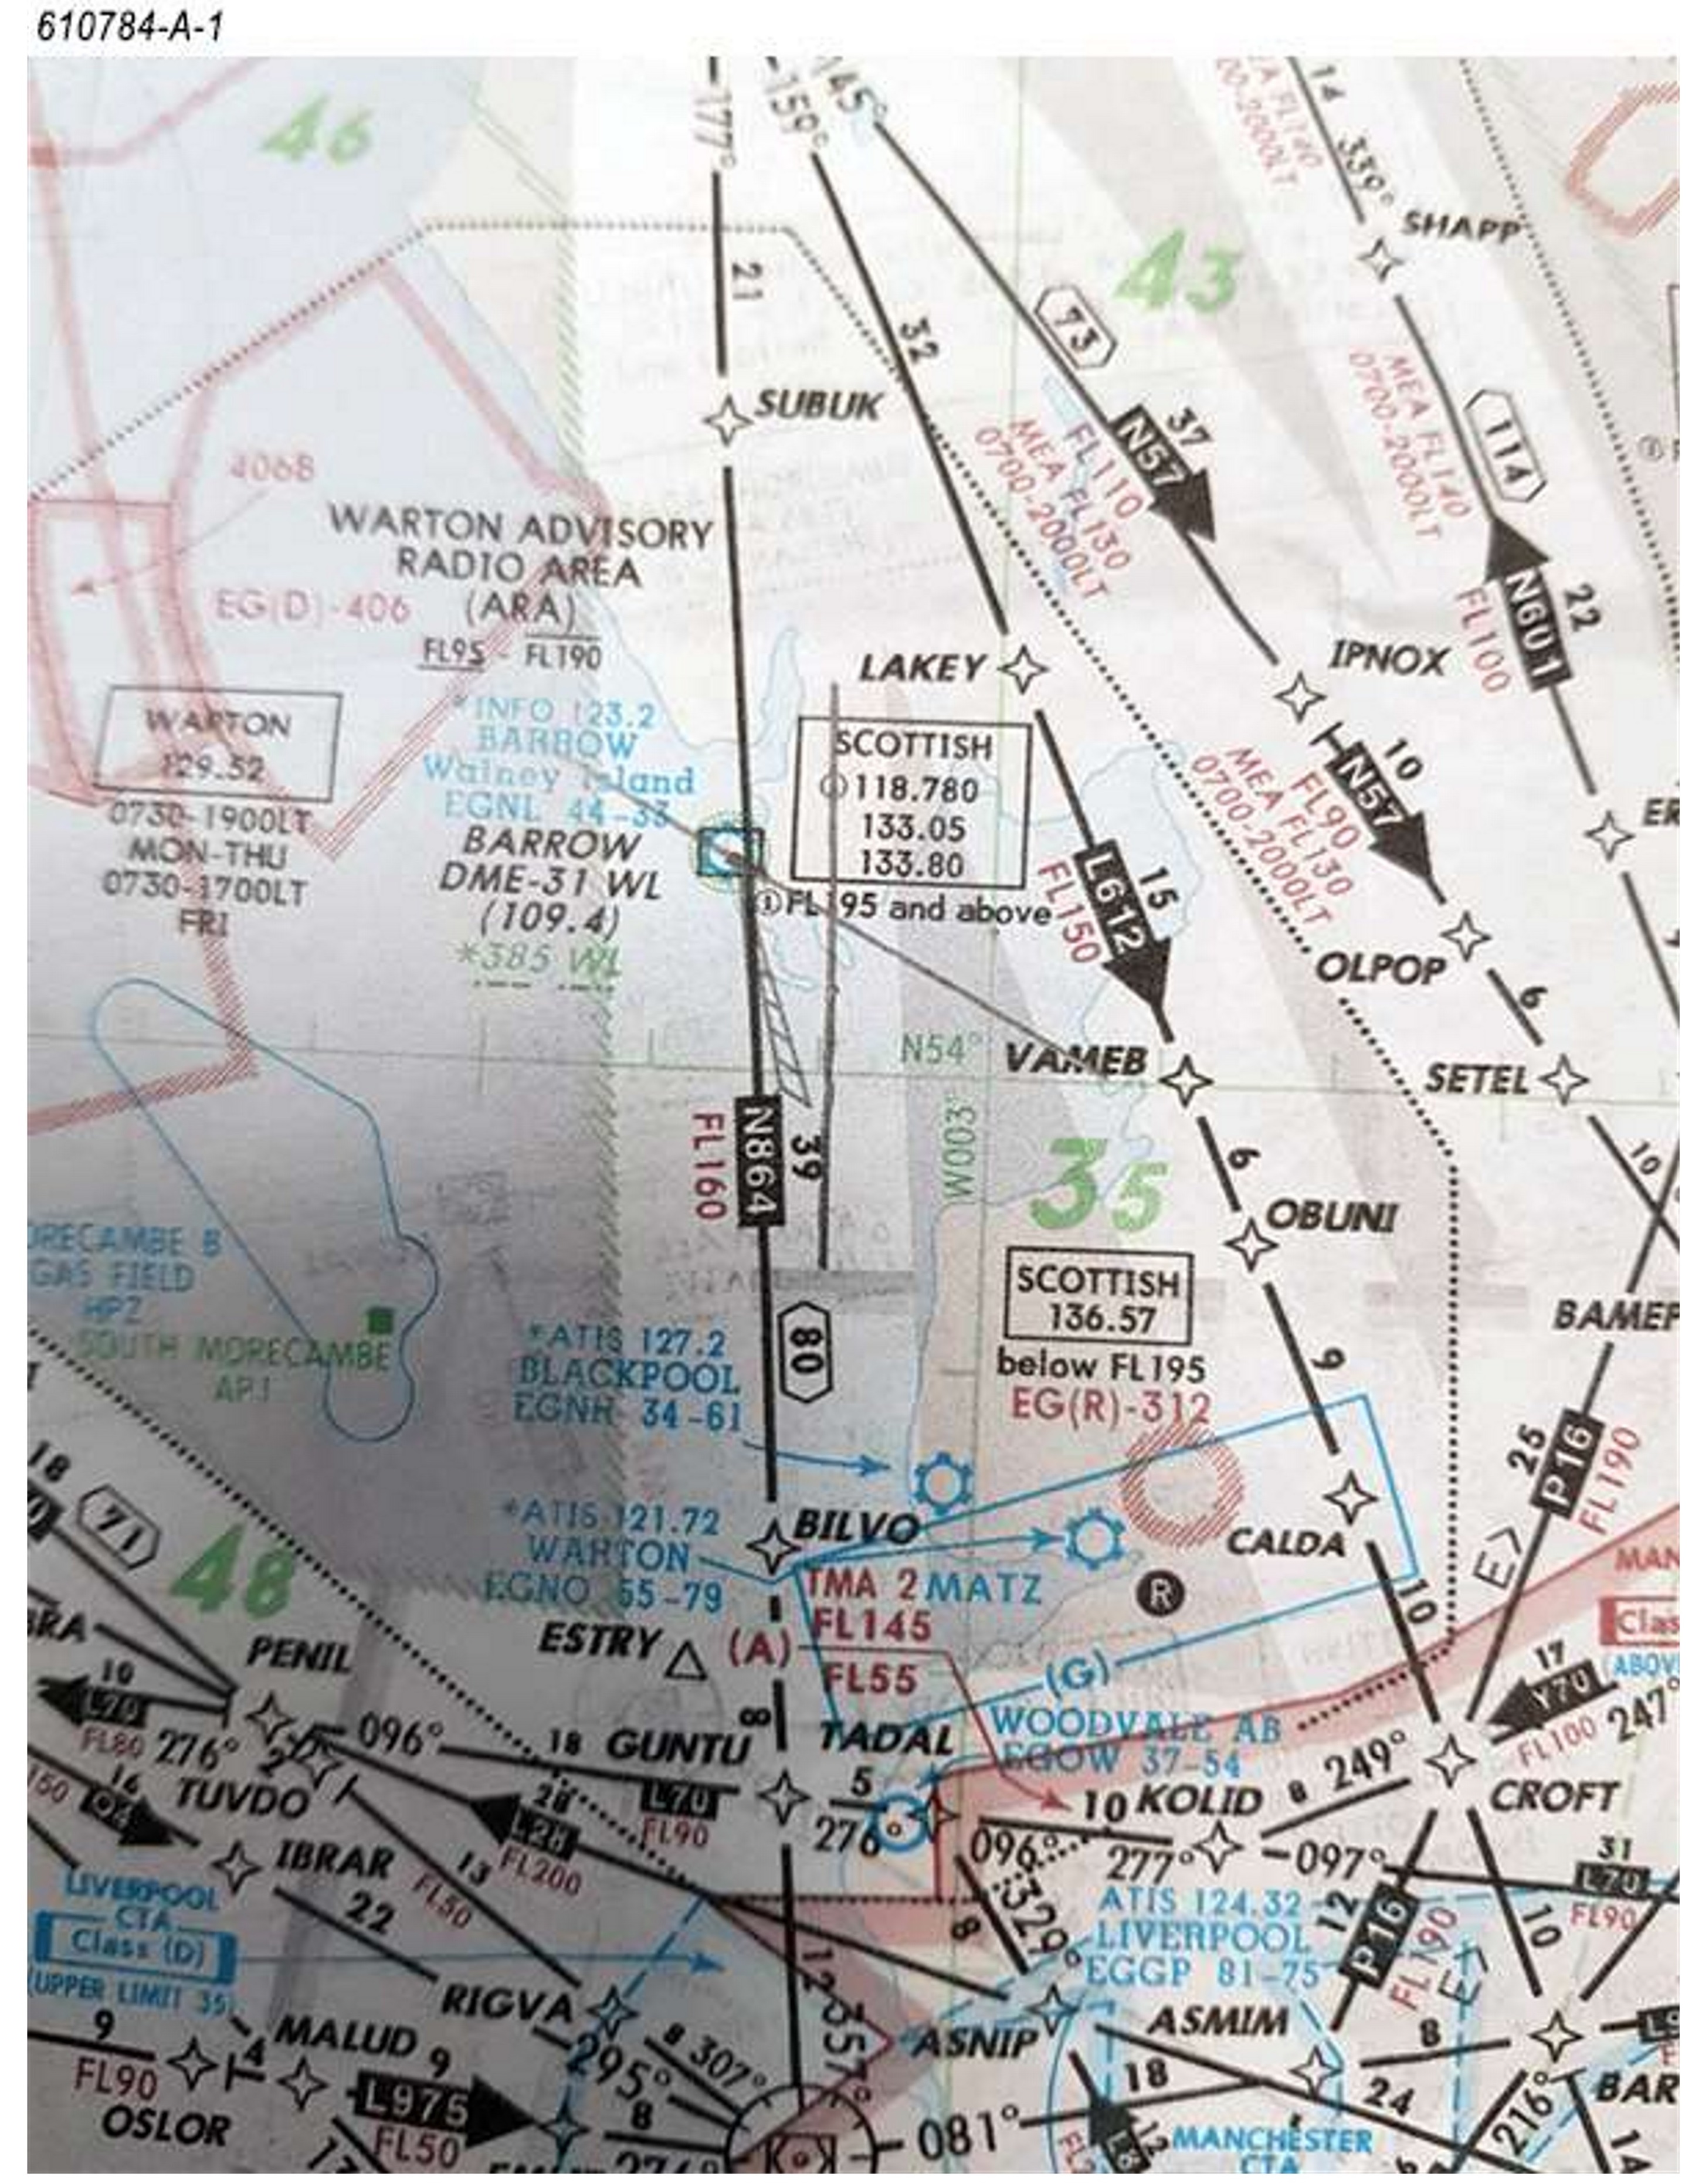 610784-A-1
177°
159°
145°
14
339°
SHAPP
46
43
21
32
73
SUBUK
37
N57
FL110
MEA FL130
0700-2000LT
MEA FL140
0700-2000LT
114
N601
22
FL100
406B
WARTON ADVISORY
RADIO AREA
(ARA)
EG(D)-406
FL95 - FL190
LAKEY
IPNOX
WARTON
129.52
0730-1900LT
MON-THU
0730-1700LT
FRI
*INFO 123.2
BARROW
Walney Island
EGNL 44-33
BARROW
DME-31 WL
(109.4)
*385 WL
SCOTTISH
①118.780
133.05
133.80
①FL195 and above
15
L612
FL150
10
N57
FL90
MEA FL130
0700-2000LT
OLPOP
6
SETEL
10
N54°
VAMEB
W003°
N864
39
FL160
35
6
OBUNI
80
SCOTTISH
136.57
below FL195
EG(R)-312
9
GAS FIELD
HPZ
SOUTH MORECAMBE
AP1
*ATIS 127.2
BLACKPOOL
EGNH 34-61
25
P16
FL190
E>
18
71
48
*ATIS 121.72
WARTON
EGNO 55-79
BILVO
CALDA
10
TMA 2
FL145
FL55
MATZ
R
(A)
(G)
ESTRY
PENIL
10
L70
FL80
276°
2
096°
18
GUNTU
8
TADAL
WOODVALE AB
EGOW 37-54
17
Y70
247°
FL100
TUVDO
16
28
L28
FL200
L70
FL90
5
276°
10
KOLID
8
249°
CROFT
096°
277°
097°
31
L70
FL90
IBRAR
13
FL50
22
LIVERPOOL
CTA
Class (D)
(UPPER LIMIT 35)
8
329°
ATIS 124.32
LIVERPOOL
EGGP 81-75
12
P16
FL190
E>
10
12
357°
RIGVA
ASNIP
ASMIM
8
9
4
MALUD
9
FL90
OSLOR
L975
FL50
295°
8
8
307°
081°
18
24
216°
MANCHESTER
CTA